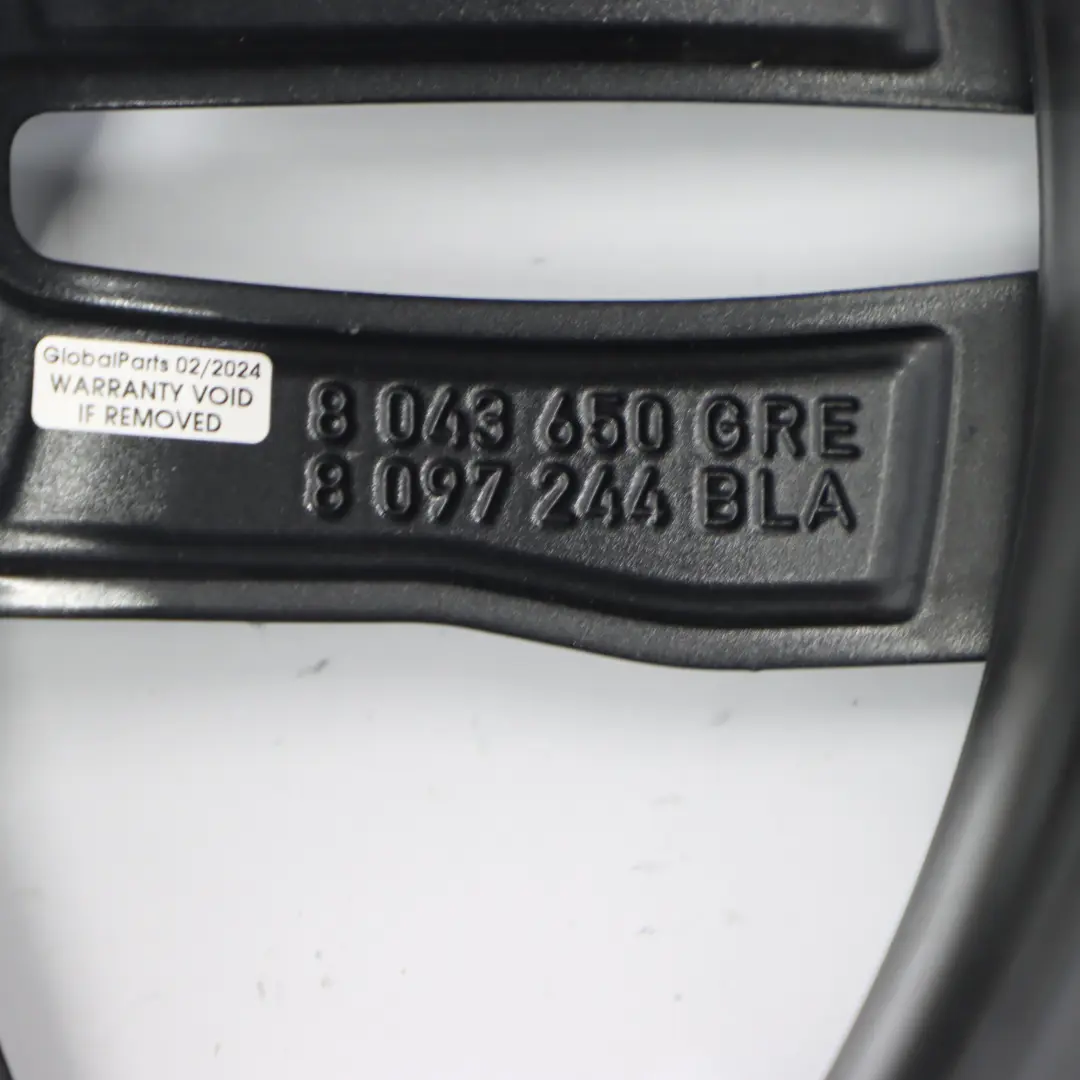 GlobalParts 02/2024
WARRANTY VOID
IF REMOVED
8 043 650 GRE
8 097 244 BLA